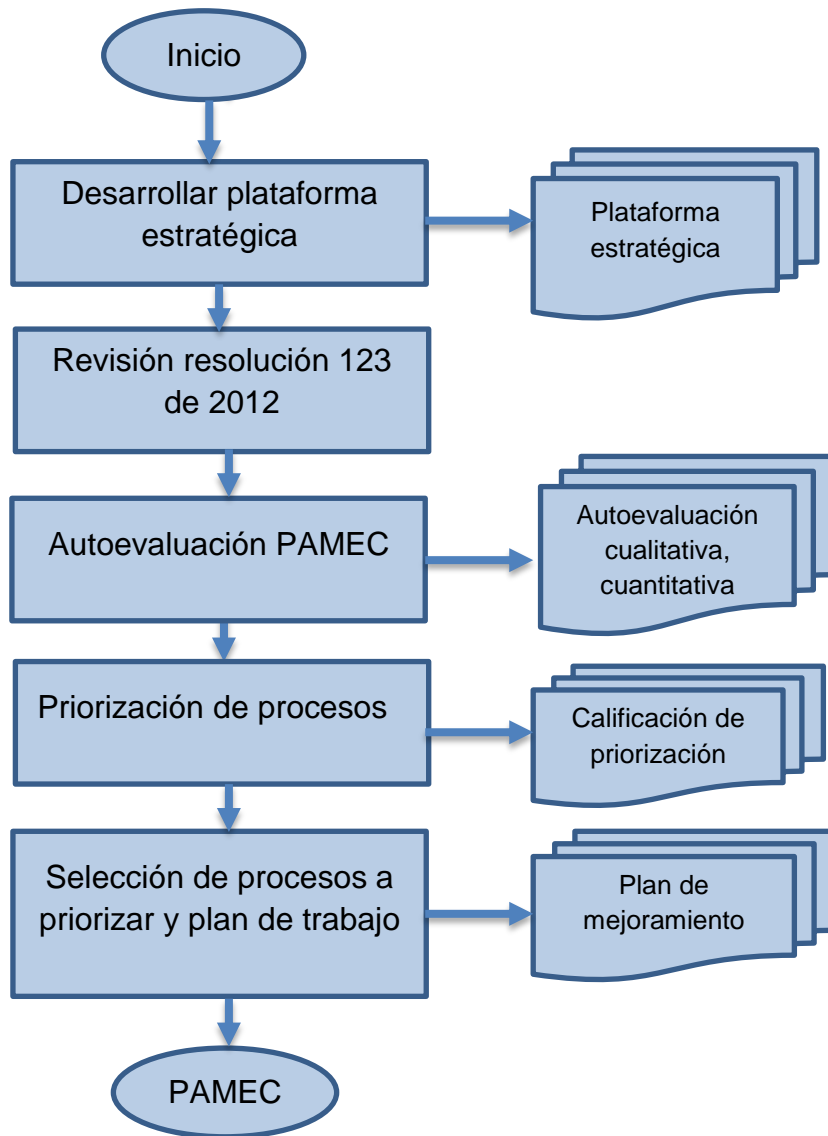 Inicio
Desarrollar plataforma
estratégica
Plataforma
estratégica
Revisión resolución 123
de 2012
Autoevaluación PAMEC
Autoevaluación
cualitativa,
cuantitativa
Priorización de procesos
Calificación de
priorización
Selección de procesos a
priorizar y plan de trabajo
Plan de
mejoramiento
PAMEC